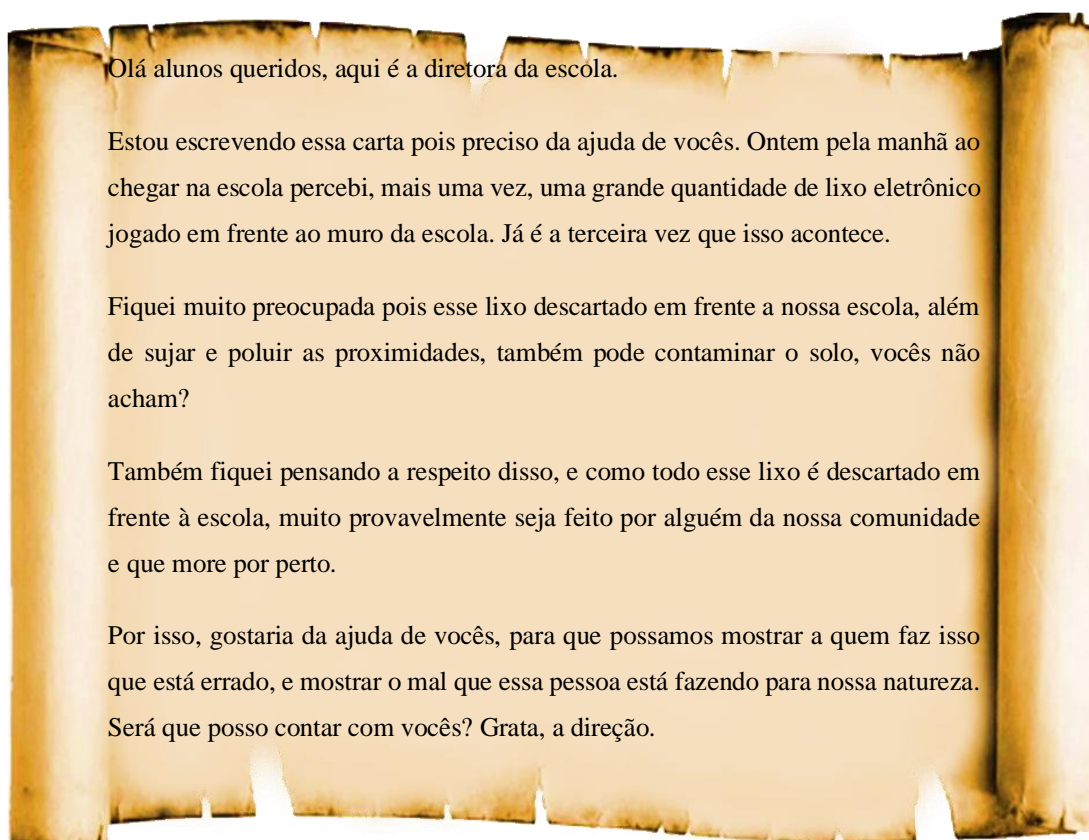 Olá alunos queridos, aqui é a diretora da escola.
Estou escrevendo essa carta pois preciso da ajuda de vocês. Ontem pela manhã ao
chegar na escola percebi, mais uma vez, uma grande quantidade de lixo eletrônico
jogado em frente ao muro da escola. Já é a terceira vez que isso acontece.
Fiquei muito preocupada pois esse lixo descartado em frente a nossa escola, além
de sujar e poluir as proximidades, também pode contaminar o solo, vocês não
acham?
Também fiquei pensando a respeito disso, e como todo esse lixo é descartado em
frente à escola, muito provavelmente seja feito por alguém da nossa comunidade
e que more por perto.
Por isso, gostaria da ajuda de vocês, para que possamos mostrar a quem faz isso
que está errado, e mostrar o mal que essa pessoa está fazendo para nossa natureza.
Será que posso contar com vocês? Grata, a direção.